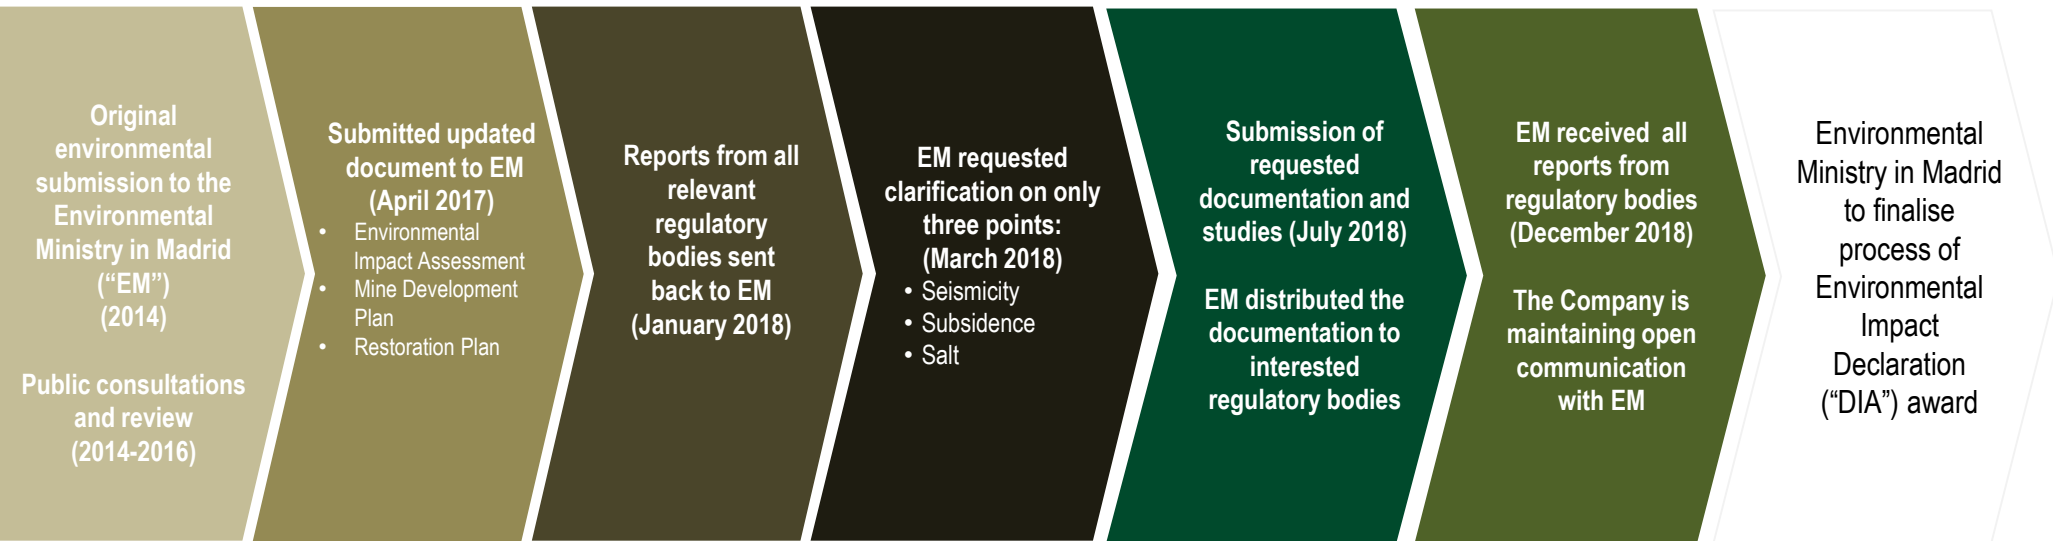 Original
environmental
submission to the
Environmental
Ministry in Madrid
(“EM”)
(2014)
Public consultations
and review
(2014-2016)
Submitted updated
document to EM
(April 2017)
• Environmental
Impact Assessment
• Mine Development
Plan
• Restoration Plan
Reports from all
relevant
regulatory
bodies sent
back to EM
(January 2018)
EM requested
clarification on only
three points:
(March 2018)
• Seismicity
• Subsidence
• Salt
Submission of
requested
documentation and
studies (July 2018)
EM distributed the
documentation to
interested
regulatory bodies
EM received all
reports from
regulatory bodies
(December 2018)
The Company is
maintaining open
communication
with EM
Environmental
Ministry in Madrid
to finalise
process of
Environmental
Impact
Declaration
(“DIA”) award